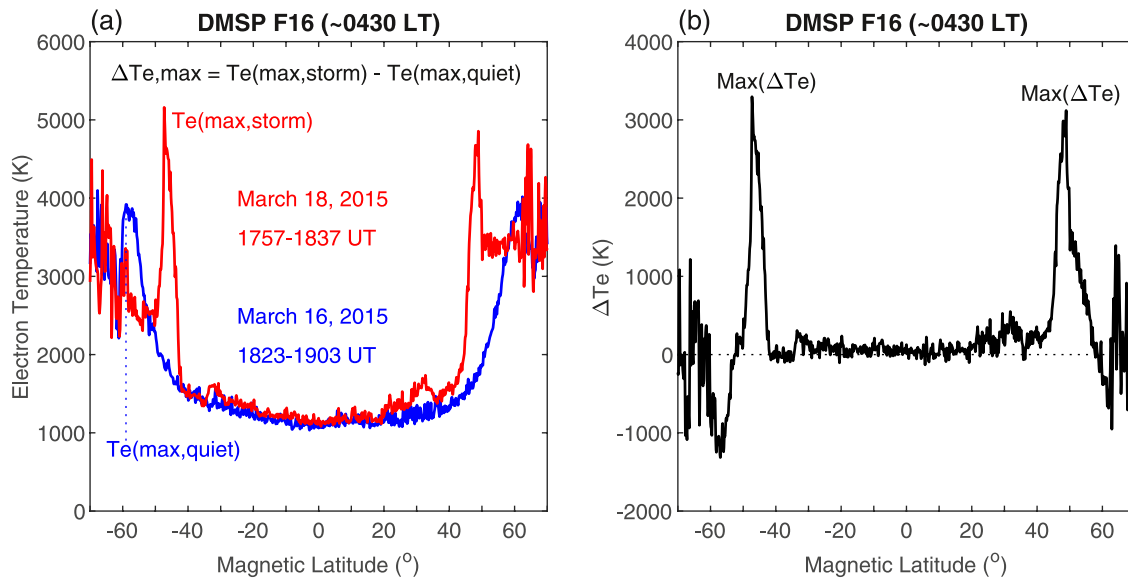 (a)
DMSP F16 (~0430 LT)
6000
5000
4000
3000
2000
1000
0
Electron Temperature (K)
ΔTe,max = Te(max,storm) - Te(max,quiet)
Te(max,storm)
March 18, 2015
1757-1837 UT
March 16, 2015
1823-1903 UT
Te(max,quiet)
-60 -40 -20 0 20 40 60
Magnetic Latitude (°)
(b)
DMSP F16 (~0430 LT)
4000
3000
2000
1000
0
-1000
-2000
ΔTe (K)
Max(ΔTe)
Max(ΔTe)
-60 -40 -20 0 20 40 60
Magnetic Latitude (°)